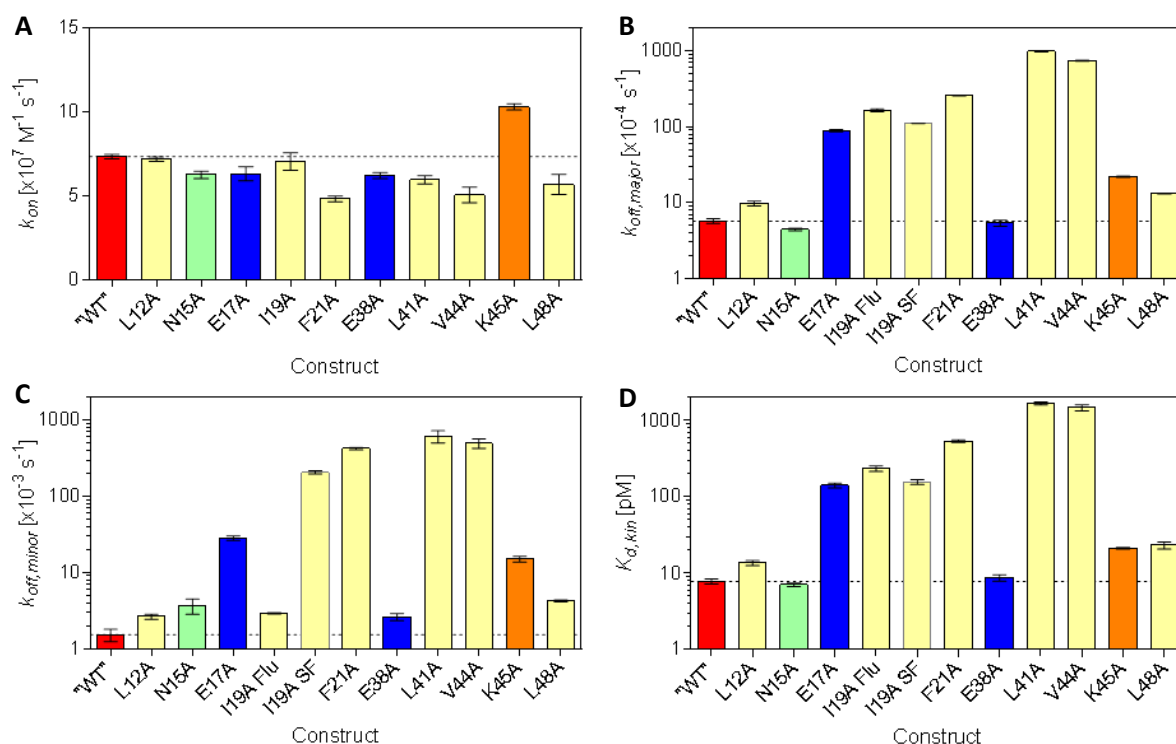 A
k_on [x10^7 M^-1 s^-1]
15
10
5
0
"WT"
L12A
N15A
E17A
I19A
F21A
E38A
L41A
V44A
K45A
L48A
Construct
B
k_off,major [x10^-4 s^-1]
1000
100
10
1
"WT"
L12A
N15A
E17A
I19A Flu
I19A SF
F21A
E38A
L41A
V44A
K45A
L48A
Construct
C
k_off,minor [x10^-3 s^-1]
1000
100
10
1
"WT"
L12A
N15A
E17A
I19A Flu
I19A SF
F21A
E38A
L41A
V44A
K45A
L48A
Construct
D
K_d,kin [pM]
1000
100
10
1
"WT"
L12A
N15A
E17A
I19A Flu
I19A SF
F21A
E38A
L41A
V44A
K45A
L48A
Construct